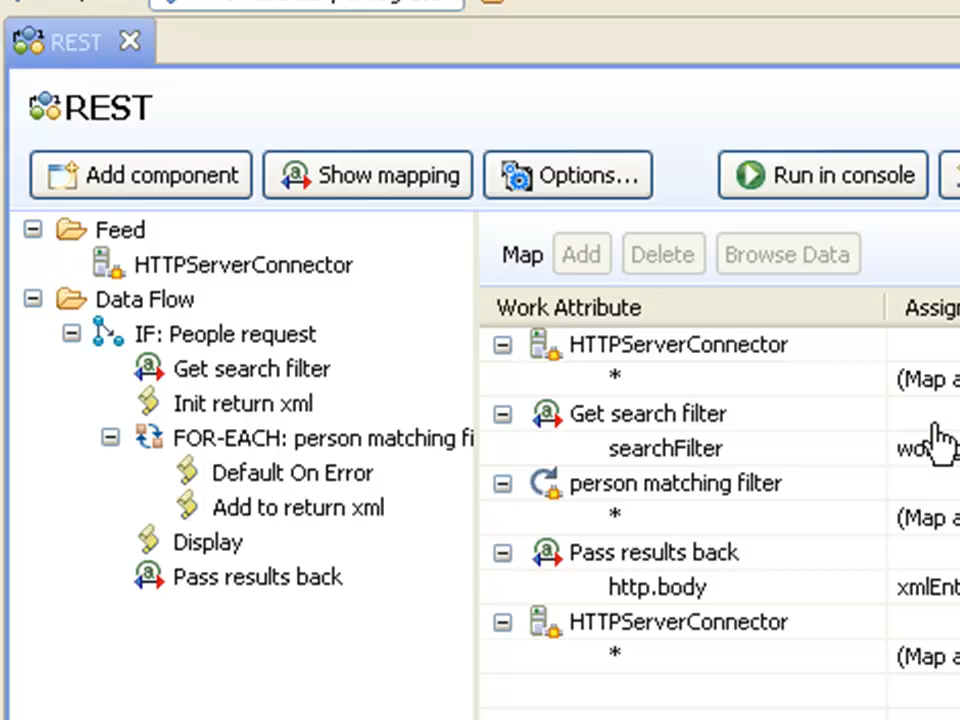 REST
REST
Add component
Show mapping
Options...
Run in console
Feed
HTTPServerConnector
Data Flow
IF: People request
Get search filter
Init return xml
FOR-EACH: person matching fi
Default On Error
Add to return xml
Display
Pass results back
Map
Add
Delete
Browse Data
Work Attribute
Assign
HTTPServerConnector
*
(Map a
Get search filter
searchFilter
person matching filter
*
(Map a
Pass results back
http.body
xmlEnt
HTTPServerConnector
*
(Map a